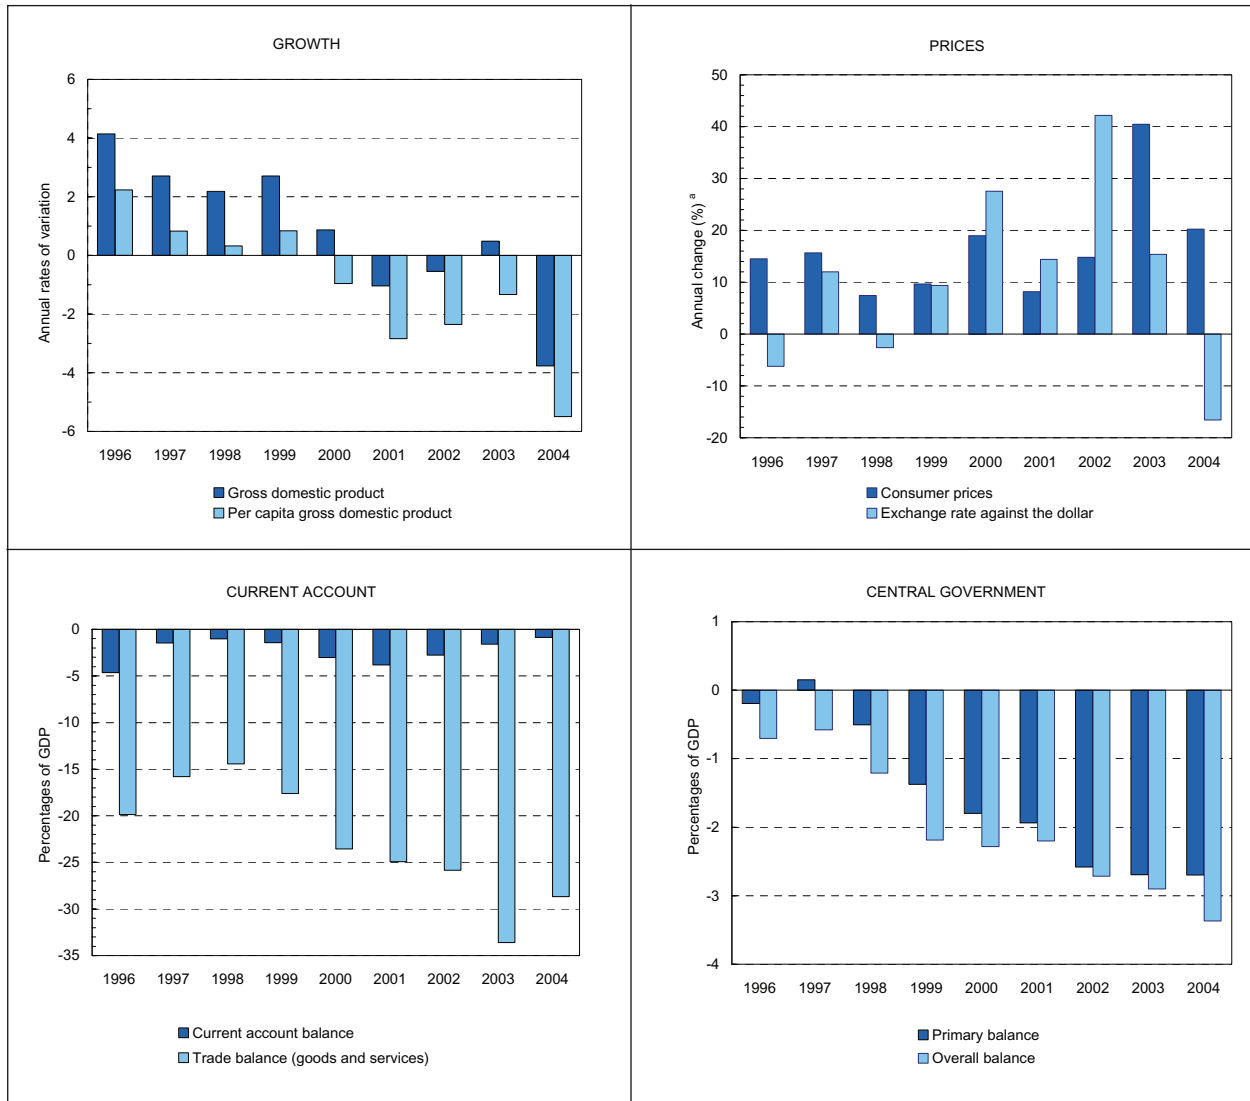 GROWTH
Annual rates of variation
6
4
2
0
-2
-4
-6
1996 1997 1998 1999 2000 2001 2002 2003 2004
Gross domestic product
Per capita gross domestic product
PRICES
Annual change (%) a
50
40
30
20
10
0
-10
-20
1996 1997 1998 1999 2000 2001 2002 2003 2004
Consumer prices
Exchange rate against the dollar
CURRENT ACCOUNT
Percentages of GDP
0
-5
-10
-15
-20
-25
-30
-35
1996 1997 1998 1999 2000 2001 2002 2003 2004
Current account balance
Trade balance (goods and services)
CENTRAL GOVERNMENT
Percentages of GDP
1
0
-1
-2
-3
-4
1996 1997 1998 1999 2000 2001 2002 2003 2004
Primary balance
Overall balance